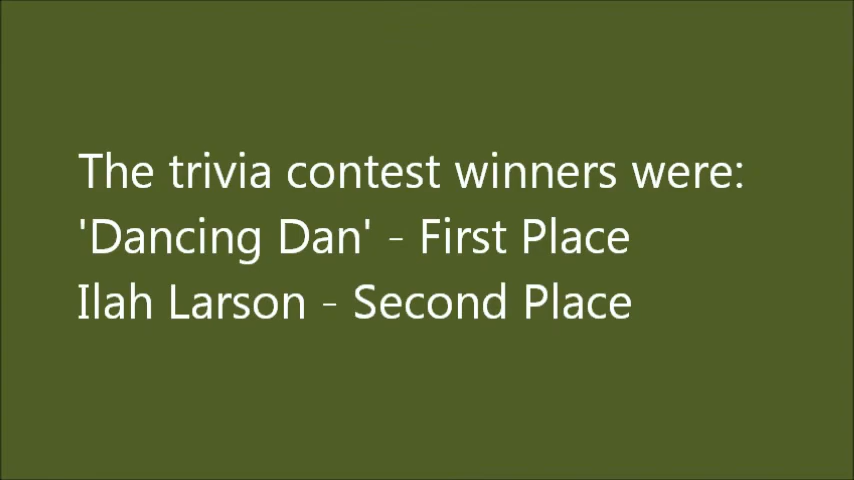 The trivia contest winners were:
'Dancing Dan' - First Place
Ilah Larson - Second Place